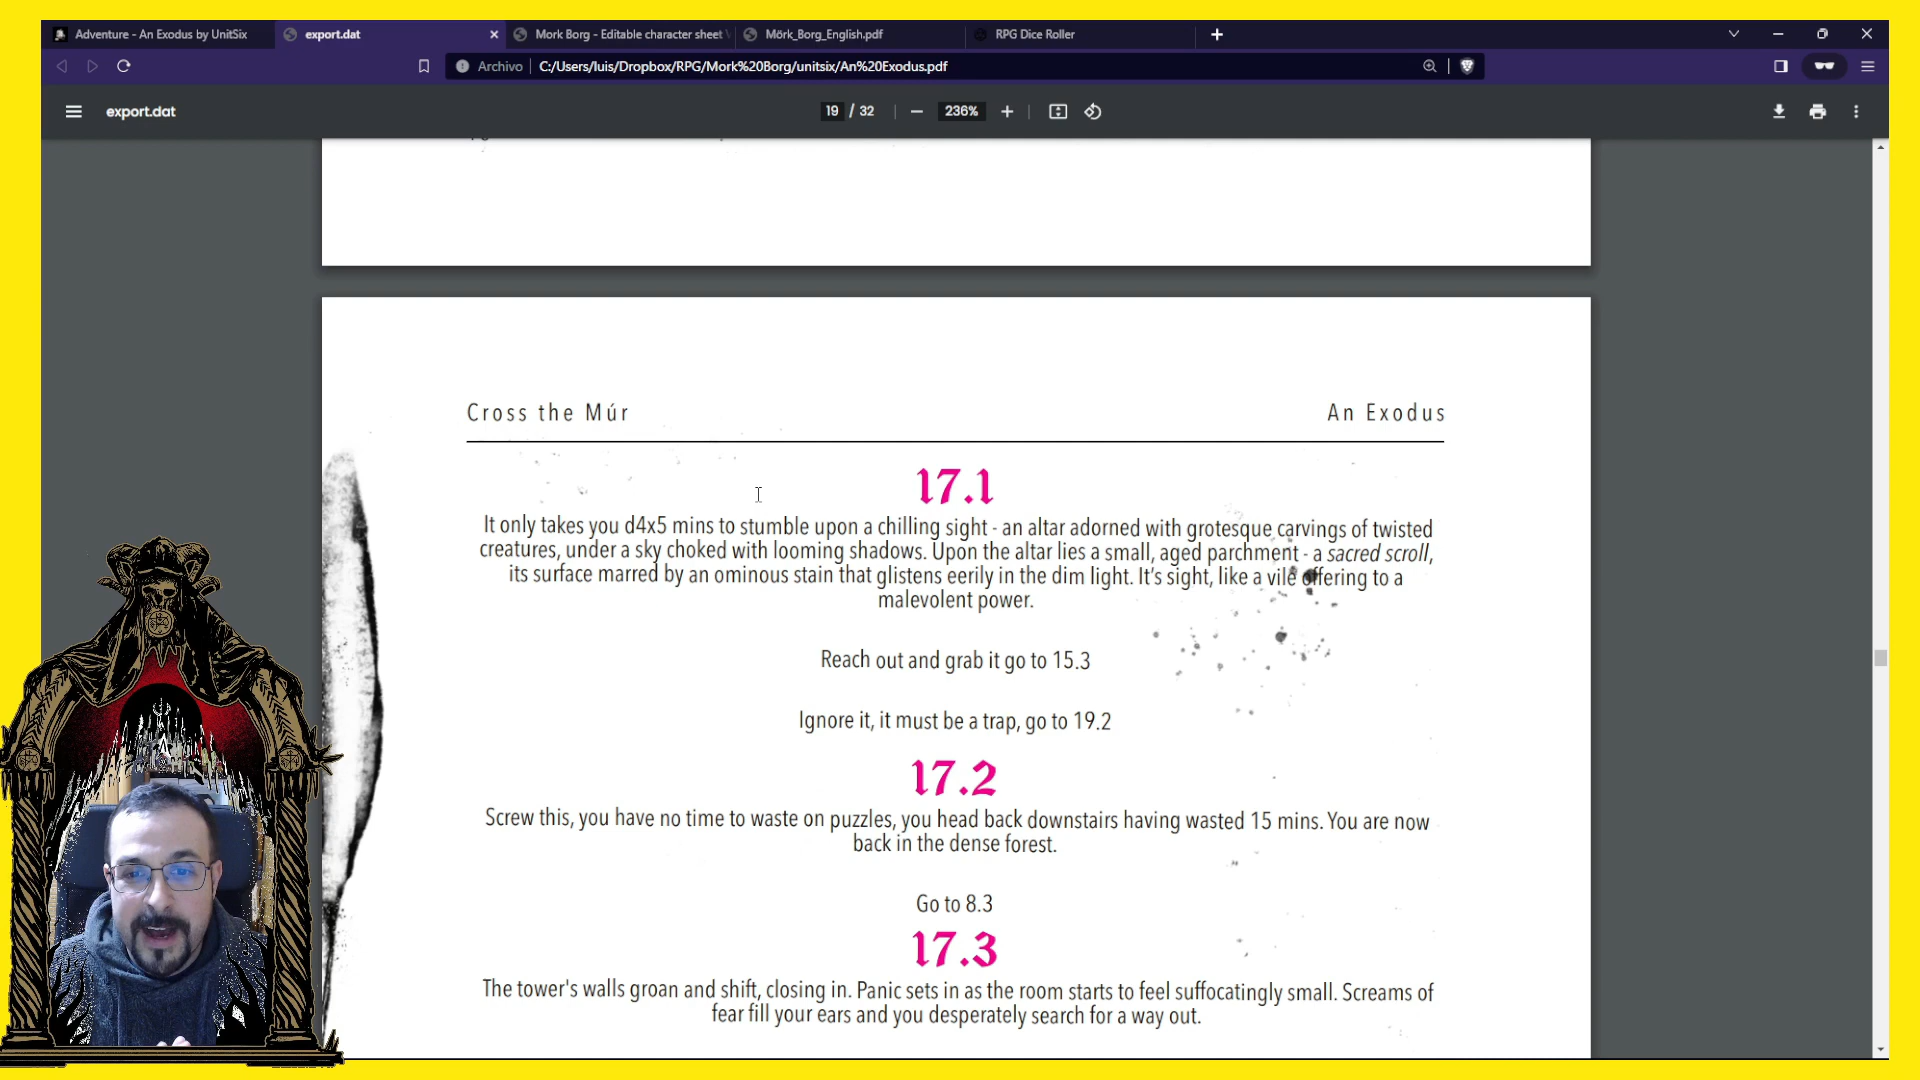 Adventure - An Exodus by UnitSix
export.dat
Mork Borg - Editable character sheet
Mörk_Borg_English.pdf
RPG Dice Roller
Archivo
C:/Users/luis/Dropbox/RPG/Mork%20Borg/unitsix/An%20Exodus.pdf
export.dat
19 / 32
236%
Cross the Múr
An Exodus
17.1
It only takes you d4x5 mins to stumble upon a chilling sight - an altar adorned with grotesque carvings of twisted
creatures, under a sky choked with looming shadows. Upon the altar lies a small, aged parchment - a sacred scroll,
its surface marred by an ominous stain that glistens eerily in the dim light. It's sight, like a vile offering to a
malevolent power.
Reach out and grab it go to 15.3
Ignore it, it must be a trap, go to 19.2
17.2
Screw this, you have no time to waste on puzzles, you head back downstairs having wasted 15 mins. You are now
back in the dense forest.
Go to 8.3
17.3
The tower's walls groan and shift, closing in. Panic sets in as the room starts to feel suffocatingly small. Screams of
fear fill your ears and you desperately search for a way out.